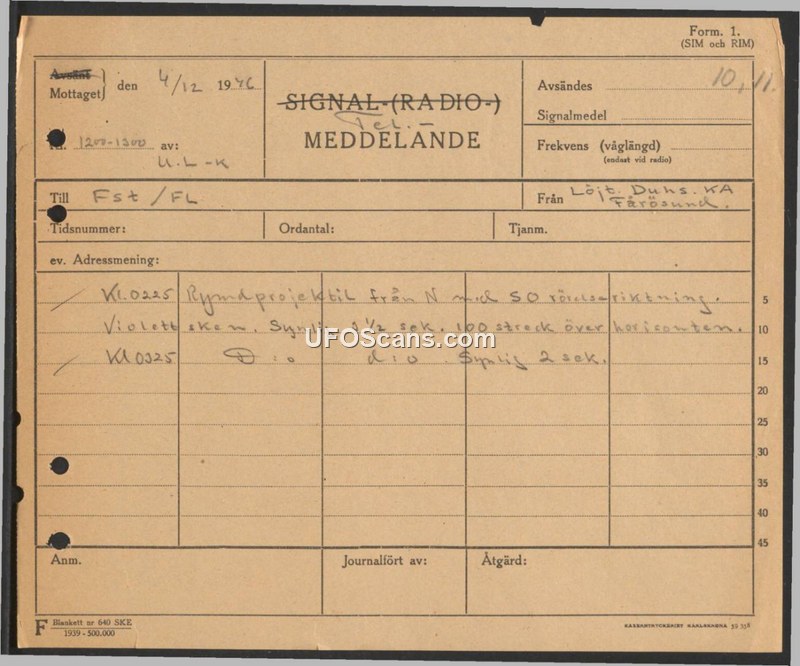 Form. 1.
(SIM och RIM)
Avsänt
Mottaget } den 4/12 1946
SIGNAL-(RADIO-)
Tel.-
MEDDELANDE
Avsändes 10, 11.
Signalmedel
Kl. 1200-1300 av:
U.L-k
Frekvens (våglängd)
(endast vid radio)
Till Fst/FL
Från Löjt. Duhs. KA
Fårösund.
Tidsnummer:
Ordantal:
Tjanm.
ev. Adressmening:
Kl. 0225 Rymdprojektil från N med SO rörelseriktning. 5
Violett sken. Synlig 1/2 sek. 100 streck över horisonten. 10
UFOScans.com
Kl 0325 D:o d:o. Synlig 2 sek. 15
20
25
30
35
40
45
Anm.
Journalfört av:
Åtgärd:
F Blankett nr 640 SKE
1939 - 500.000
39 558